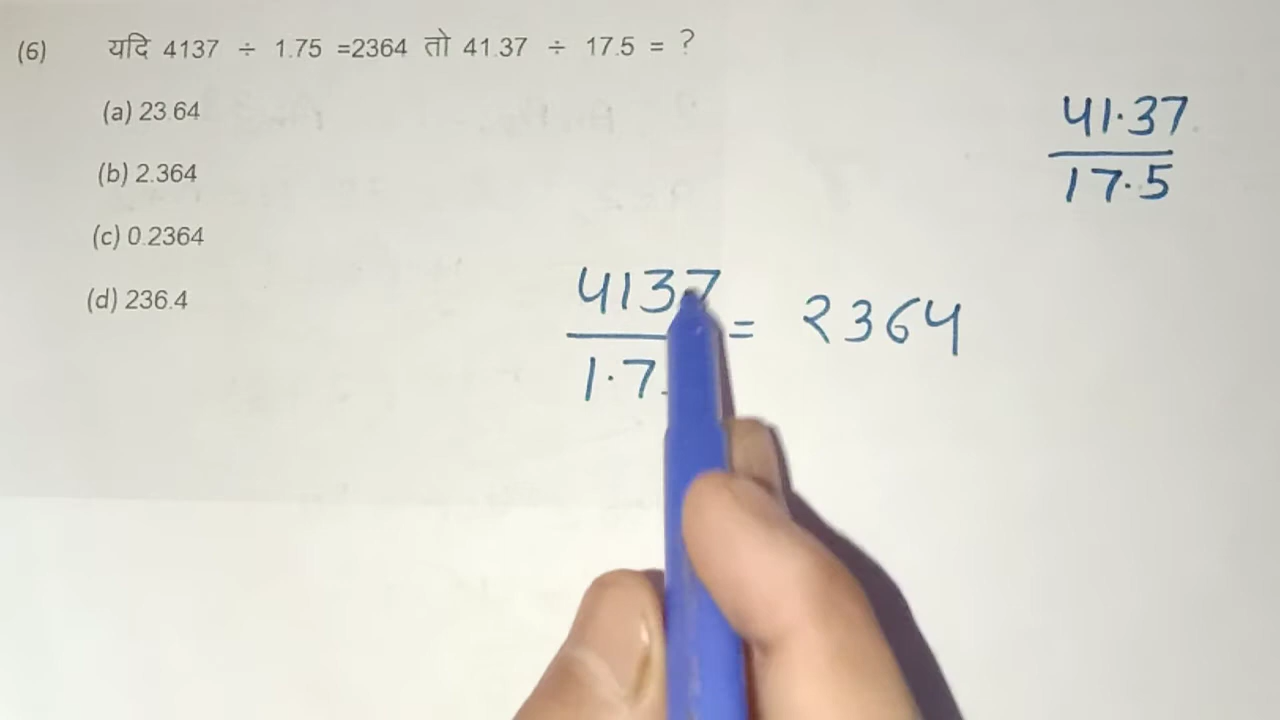 (6) यदि 4137 ÷ 1.75 =2364 तो 41.37 ÷ 17.5 = ?
(a) 23.64
(b) 2.364
(c) 0.2364
(d) 236.4
41.37
17.5
4137
1.7
= २364